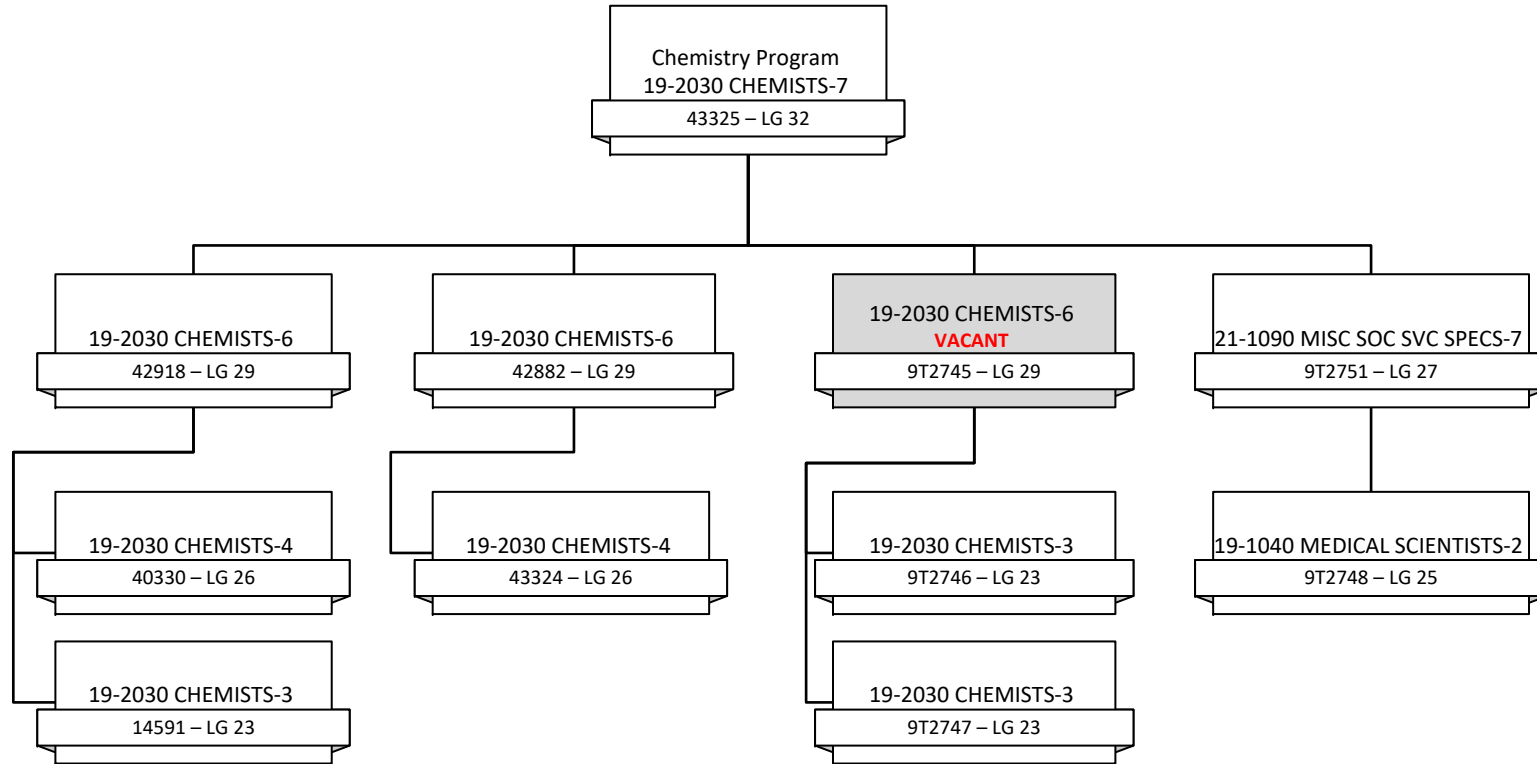 Chemistry Program
19-2030 CHEMISTS-7
43325 – LG 32
19-2030 CHEMISTS-6
42918 – LG 29
19-2030 CHEMISTS-6
42882 – LG 29
19-2030 CHEMISTS-6
VACANT
9T2745 – LG 29
21-1090 MISC SOC SVC SPECS-7
9T2751 – LG 27
19-2030 CHEMISTS-4
40330 – LG 26
19-2030 CHEMISTS-4
43324 – LG 26
19-2030 CHEMISTS-3
9T2746 – LG 23
19-1040 MEDICAL SCIENTISTS-2
9T2748 – LG 25
19-2030 CHEMISTS-3
14591 – LG 23
19-2030 CHEMISTS-3
9T2747 – LG 23